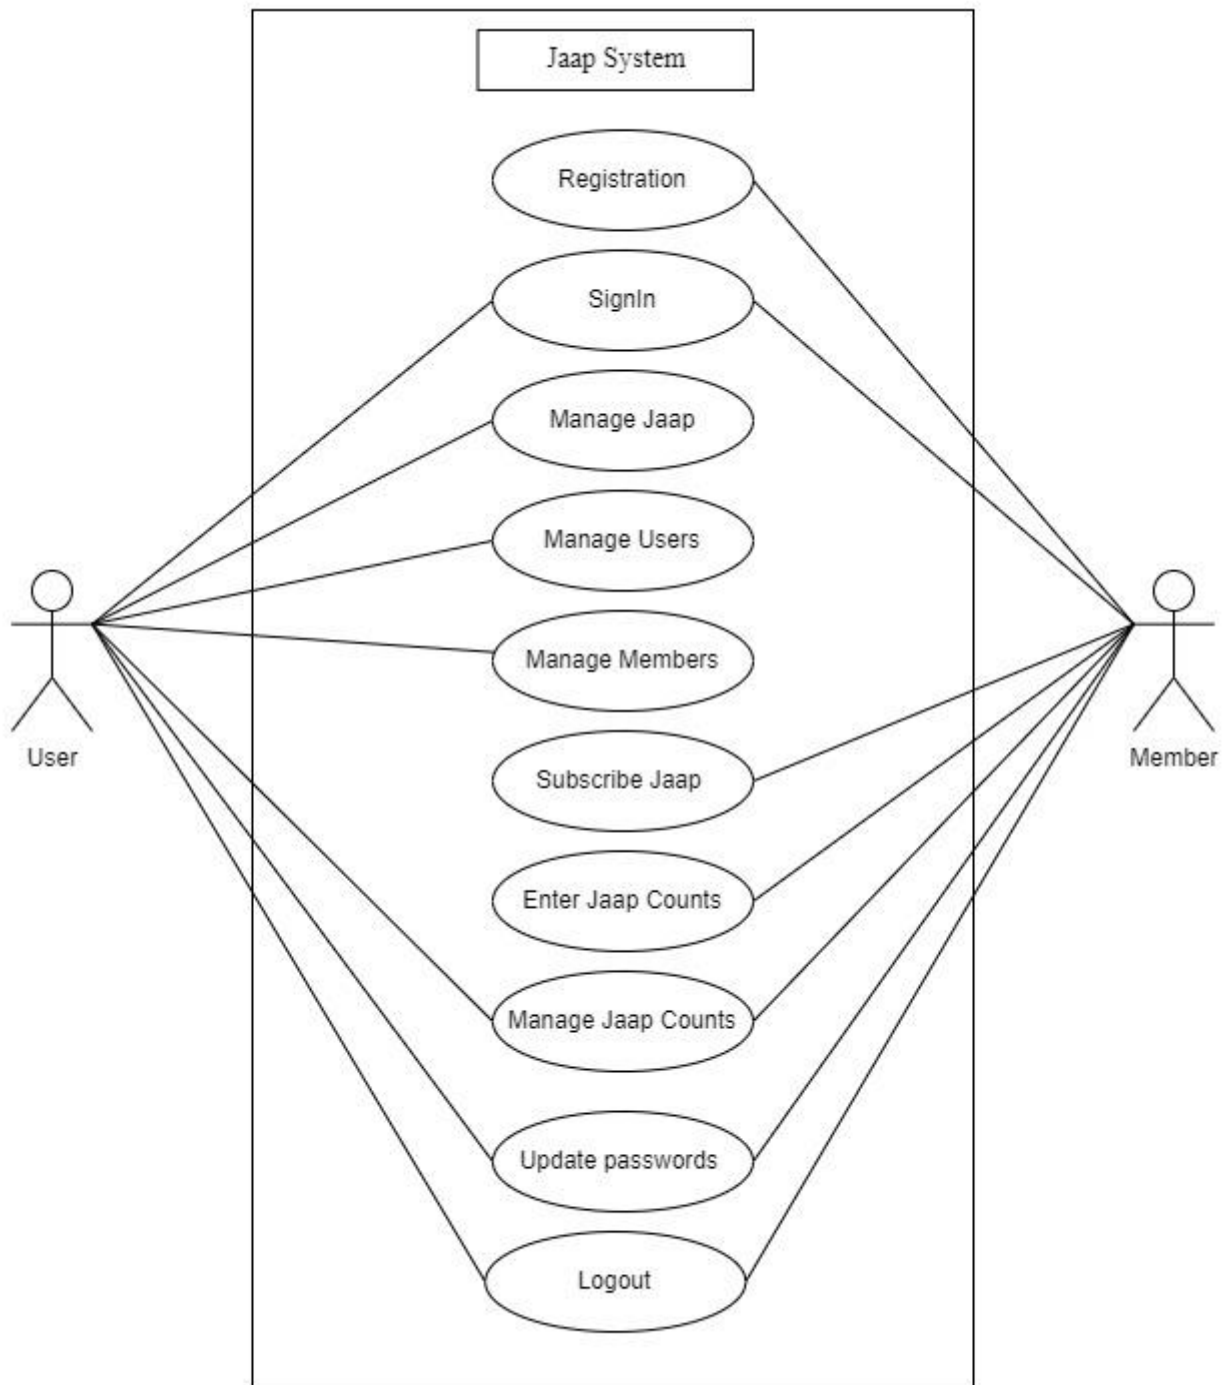 Jaap System
Registration
SignIn
Manage Jaap
Manage Users
Manage Members
User
Member
Subscribe Jaap
Enter Jaap Counts
Manage Jaap Counts
Update passwords
Logout